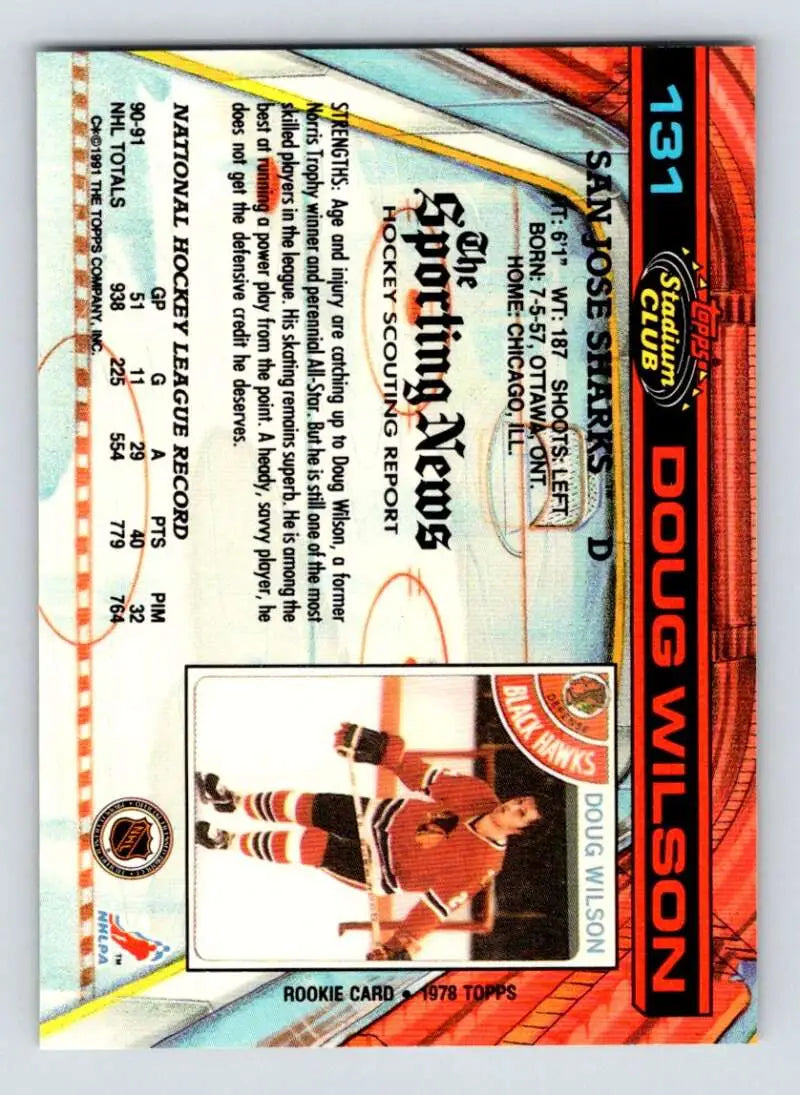 131
Topps
Stadium
CLUB
DOUG WILSON
SAN JOSE SHARKS™ D
HT: 6'1" WT: 187 SHOOTS: LEFT
BORN: 7-5-57, OTTAWA, ONT.
HOME: CHICAGO, ILL.
The
Sporting News
HOCKEY SCOUTING REPORT
STRENGTHS: Age and injury are catching up to Doug Wilson, a former
Norris Trophy winner and perennial All-Star. But he is still one of the most
skilled players in the league. His skating remains superb. He is among the
best at running a power play from the point. A heady, savvy player, he
does not get the defensive credit he deserves.
NATIONAL HOCKEY LEAGUE RECORD
GP G A PTS PIM
90-91 51 11 29 40 32
NHL TOTALS 938 225 554 779 764
C*©1991 THE TOPPS COMPANY, INC.
DEFENSE
BLACK HAWKS
DOUG WILSON
ROOKIE CARD • 1978 TOPPS
NHL
NHLPA™